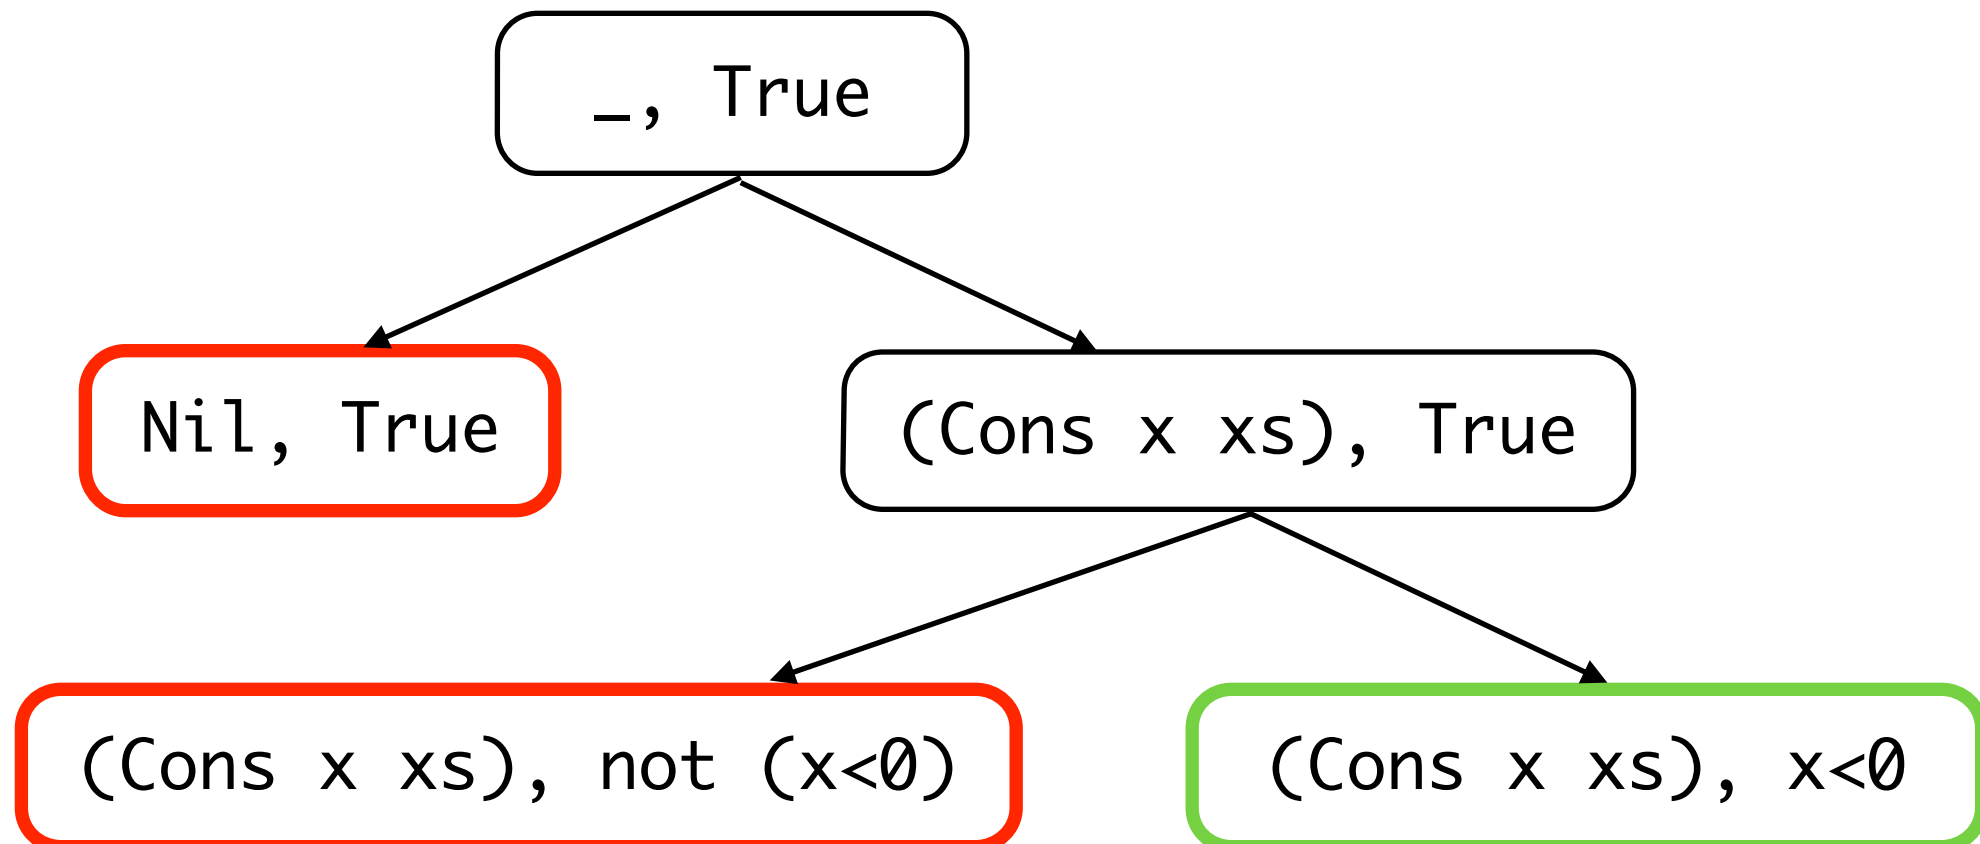 _, True
Nil, True
(Cons x xs), True
(Cons x xs), not (x<0)
(Cons x xs), x<0